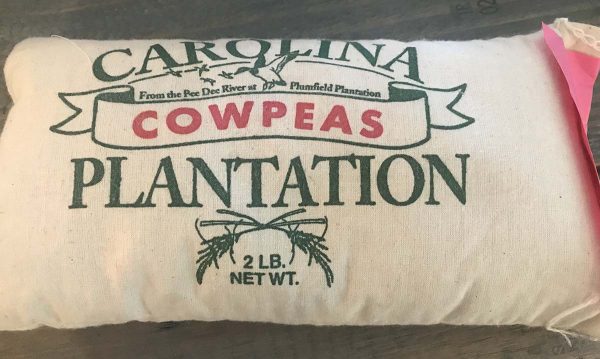 CAROLINA
From the Pee Dee River at Plumfield Plantation
COWPEAS
PLANTATION
2 LB.
NET WT.